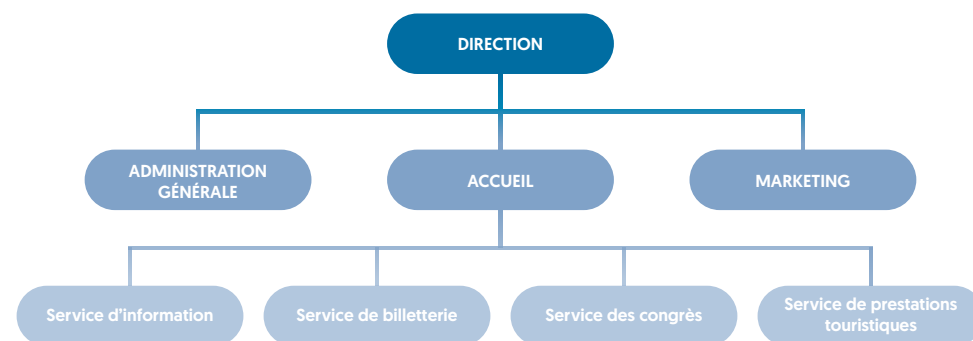 DIRECTION
ADMINISTRATION
GÉNÉRALE
ACCUEIL
MARKETING
Service d'information
Service de billetterie
Service des congrès
Service de prestations
touristiques